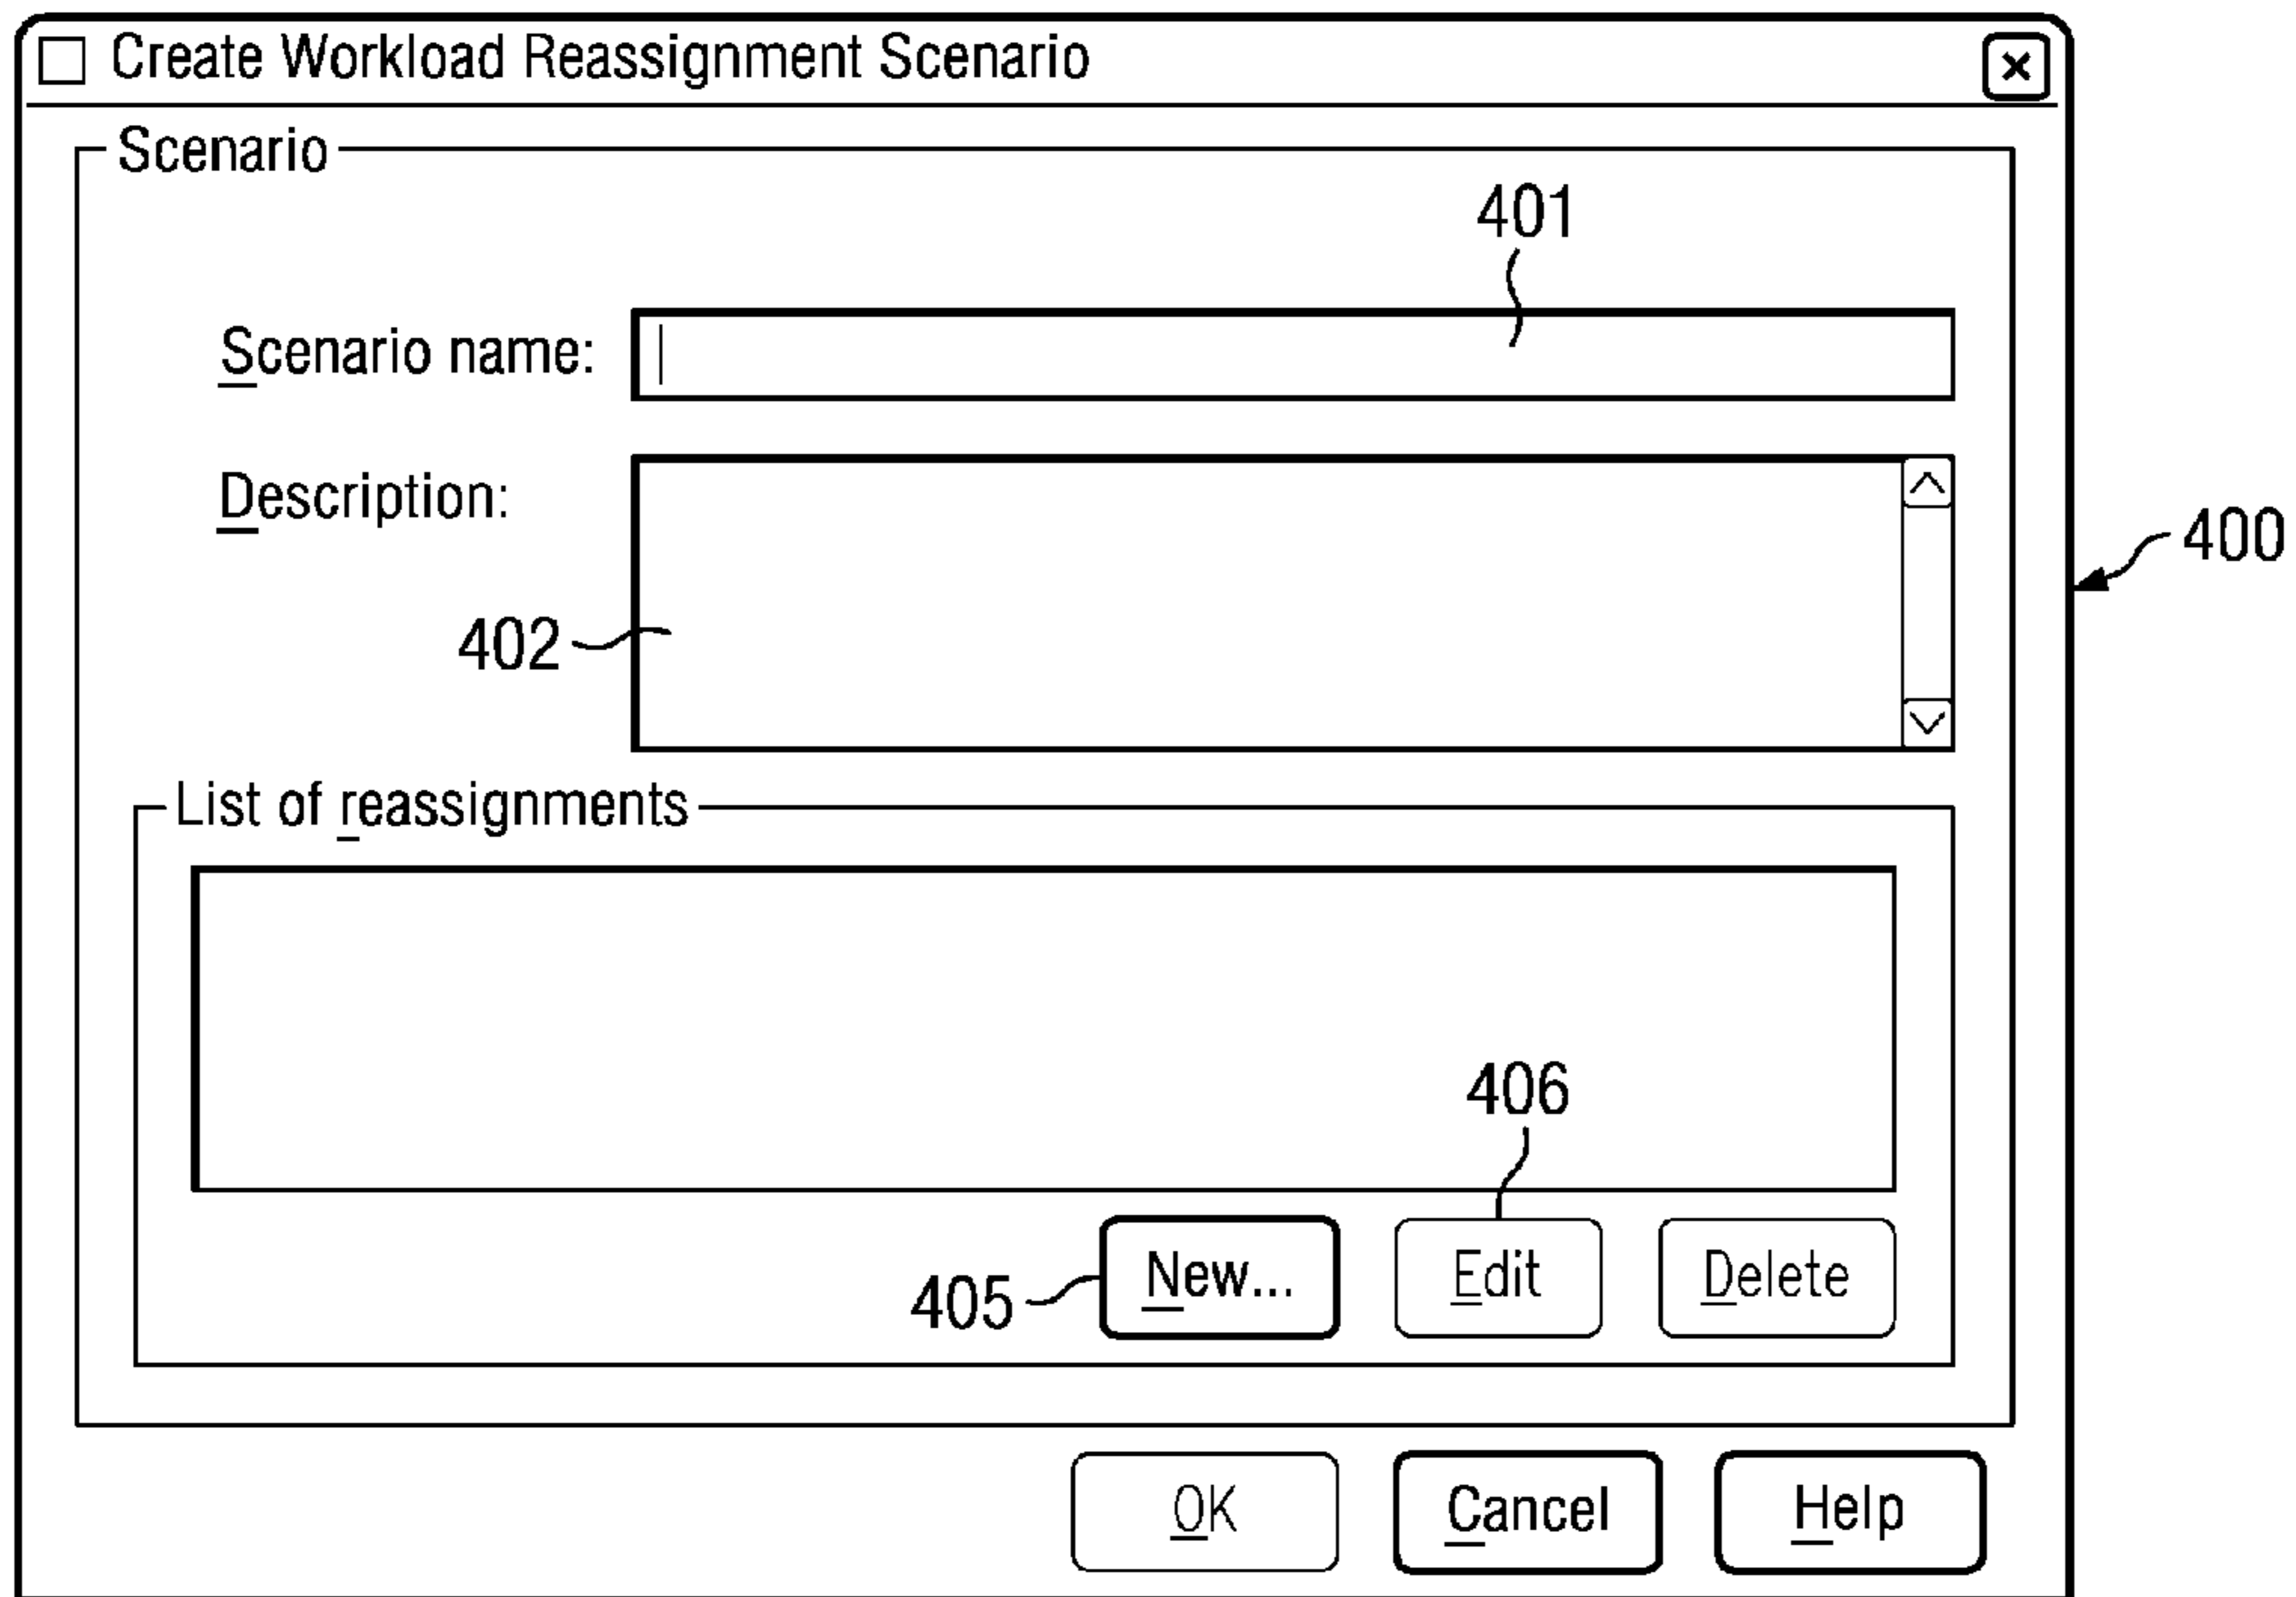 Create Workload Reassignment Scenario
Scenario
401
Scenario name:
Description:
400
402
List of reassignments
406
405
New... Edit Delete
OK Cancel Help